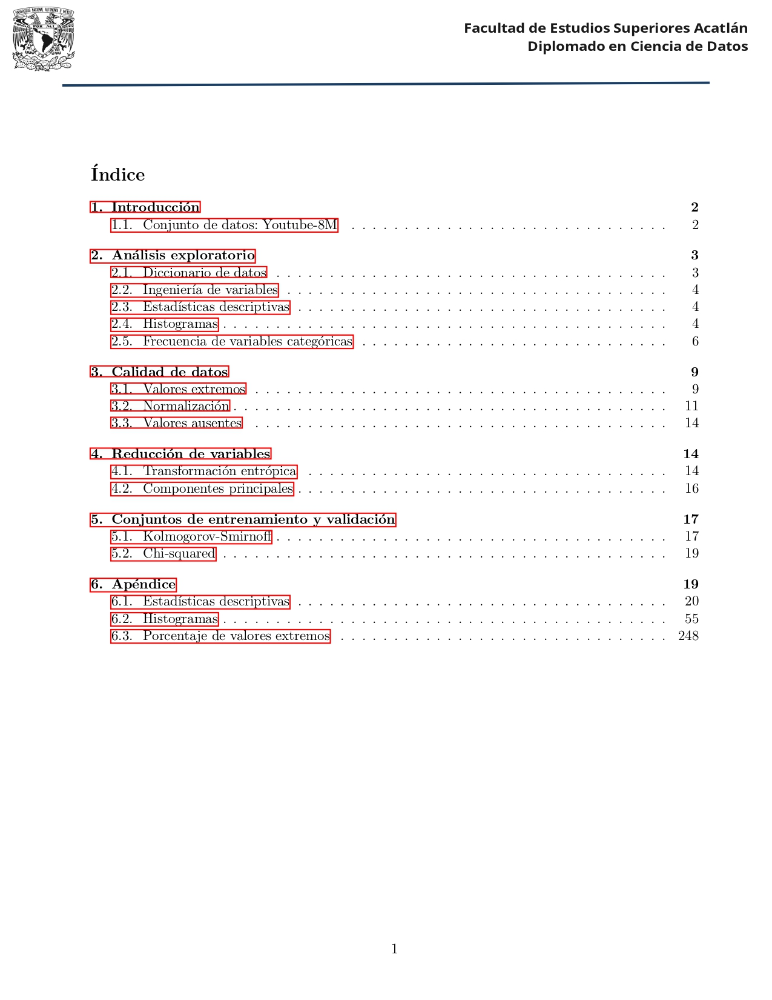 UNIVERSIDAD NACIONAL AUTÓNOMA D MÉXICO
POR MI
RAZA
HABLARA
EL
ESPIRITU
Facultad de Estudios Superiores Acatlán
Diplomado en Ciencia de Datos
Índice
1. Introducción 2
1.1. Conjunto de datos: Youtube-8M . . . . . . . . . . . . . . . . . . . . . . . . . . . . . . 2
2. Análisis exploratorio 3
2.1. Diccionario de datos . . . . . . . . . . . . . . . . . . . . . . . . . . . . . . . . . . . . . 3
2.2. Ingeniería de variables . . . . . . . . . . . . . . . . . . . . . . . . . . . . . . . . . . . . 4
2.3. Estadísticas descriptivas . . . . . . . . . . . . . . . . . . . . . . . . . . . . . . . . . . . 4
2.4. Histogramas . . . . . . . . . . . . . . . . . . . . . . . . . . . . . . . . . . . . . . . . . . 4
2.5. Frecuencia de variables categóricas . . . . . . . . . . . . . . . . . . . . . . . . . . . . . 6
3. Calidad de datos 9
3.1. Valores extremos . . . . . . . . . . . . . . . . . . . . . . . . . . . . . . . . . . . . . . . 9
3.2. Normalización . . . . . . . . . . . . . . . . . . . . . . . . . . . . . . . . . . . . . . . . . 11
3.3. Valores ausentes . . . . . . . . . . . . . . . . . . . . . . . . . . . . . . . . . . . . . . . 14
4. Reducción de variables 14
4.1. Transformación entrópica . . . . . . . . . . . . . . . . . . . . . . . . . . . . . . . . . . 14
4.2. Componentes principales . . . . . . . . . . . . . . . . . . . . . . . . . . . . . . . . . . . 16
5. Conjuntos de entrenamiento y validación 17
5.1. Kolmogorov-Smirnoff . . . . . . . . . . . . . . . . . . . . . . . . . . . . . . . . . . . . . 17
5.2. Chi-squared . . . . . . . . . . . . . . . . . . . . . . . . . . . . . . . . . . . . . . . . . . 19
6. Apéndice 19
6.1. Estadísticas descriptivas . . . . . . . . . . . . . . . . . . . . . . . . . . . . . . . . . . . 20
6.2. Histogramas . . . . . . . . . . . . . . . . . . . . . . . . . . . . . . . . . . . . . . . . . . 55
6.3. Porcentaje de valores extremos . . . . . . . . . . . . . . . . . . . . . . . . . . . . . . . 248
1